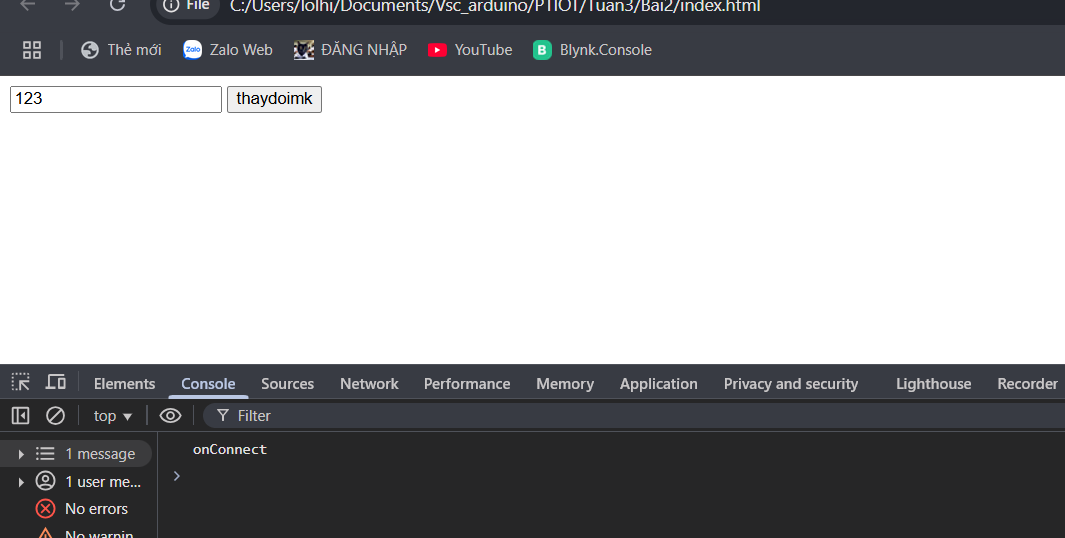 File C:/Users/lolhi/Documents/Vsc_arduino/PTIOT/Tuan3/Bai2/index.html
Thẻ mới Zalo Web ĐĂNG NHẬP YouTube Blynk.Console
123 thaydoimk
Elements Console Sources Network Performance Memory Application Privacy and security Lighthouse Recorder
top Filter
1 message
onConnect
1 user me...
No errors
No warnin